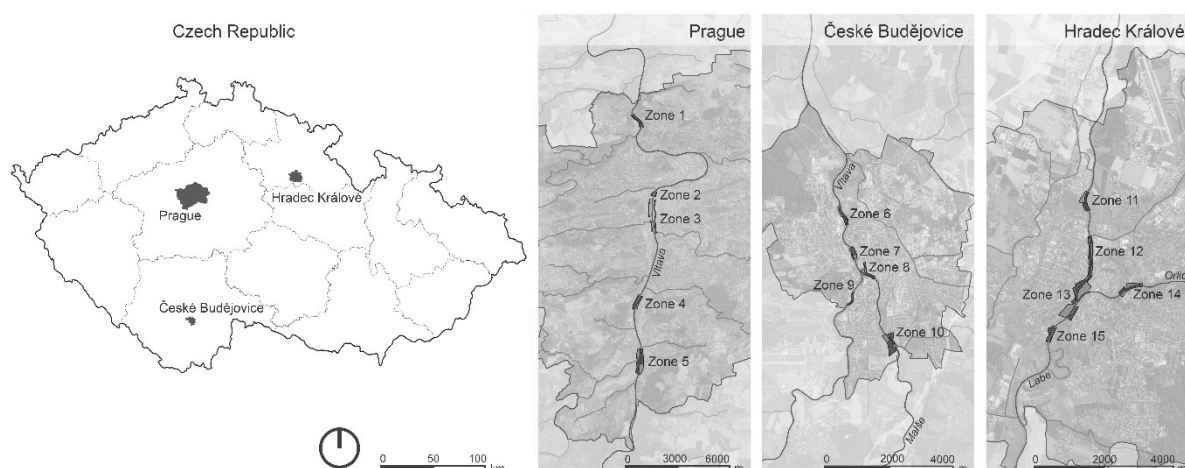 Czech Republic
Prague
Hradec Králové
České Budějovice
0 50 100
km
Prague
Zone 1
Zone 2
Zone 3
Vltava
Zone 4
Zone 5
0 3000 6000
m
České Budějovice
Vltava
Zone 6
Zone 7
Zone 8
Zone 9
Zone 10
Malše
0 2000 4000
m
Hradec Králové
Zone 11
Zone 12
Zone 13
Orlic
Zone 14
Zone 15
Labe
0 2000 4000
m